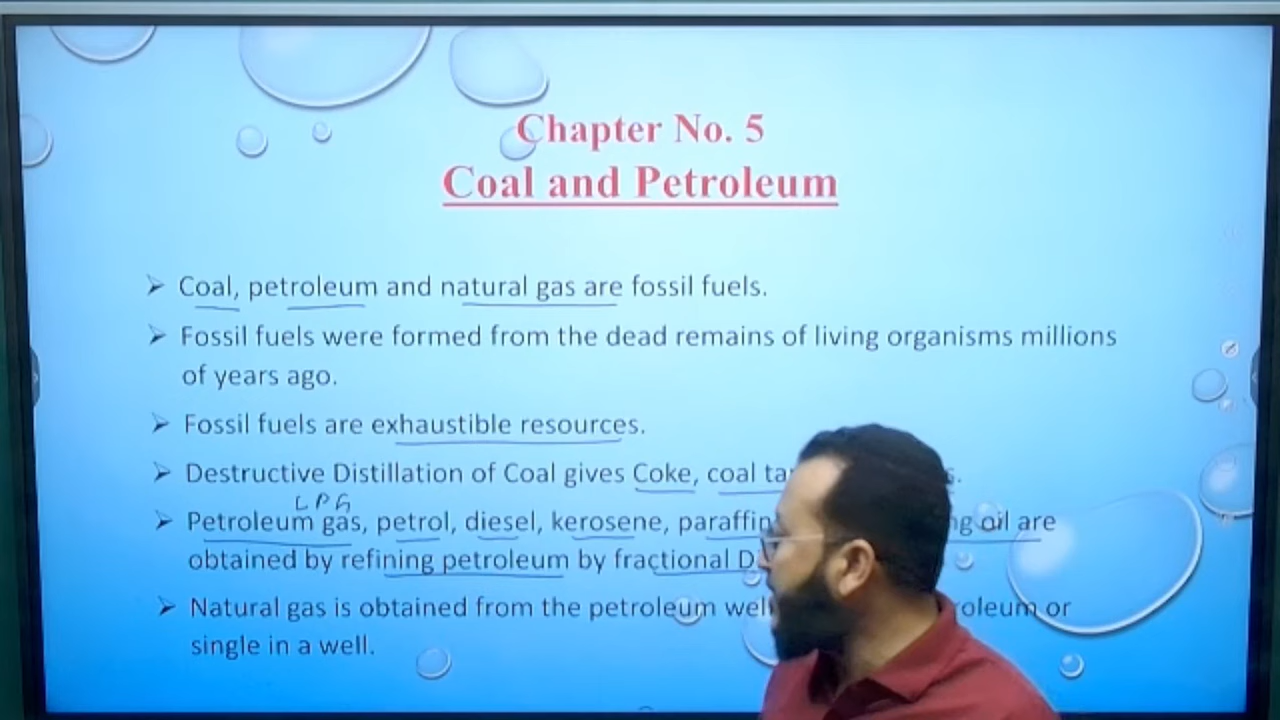 Chapter No. 5
Coal and Petroleum
➢ Coal, petroleum and natural gas are fossil fuels.
➢ Fossil fuels were formed from the dead remains of living organisms millions
of years ago.
➢ Fossil fuels are exhaustible resources.
➢ Destructive Distillation of Coal gives Coke, coal
LPG
➢ Petroleum gas, petrol, diesel, kerosene, paraffin oil are
obtained by refining petroleum by fractional
➢ Natural gas is obtained from the petroleum or
single in a well.